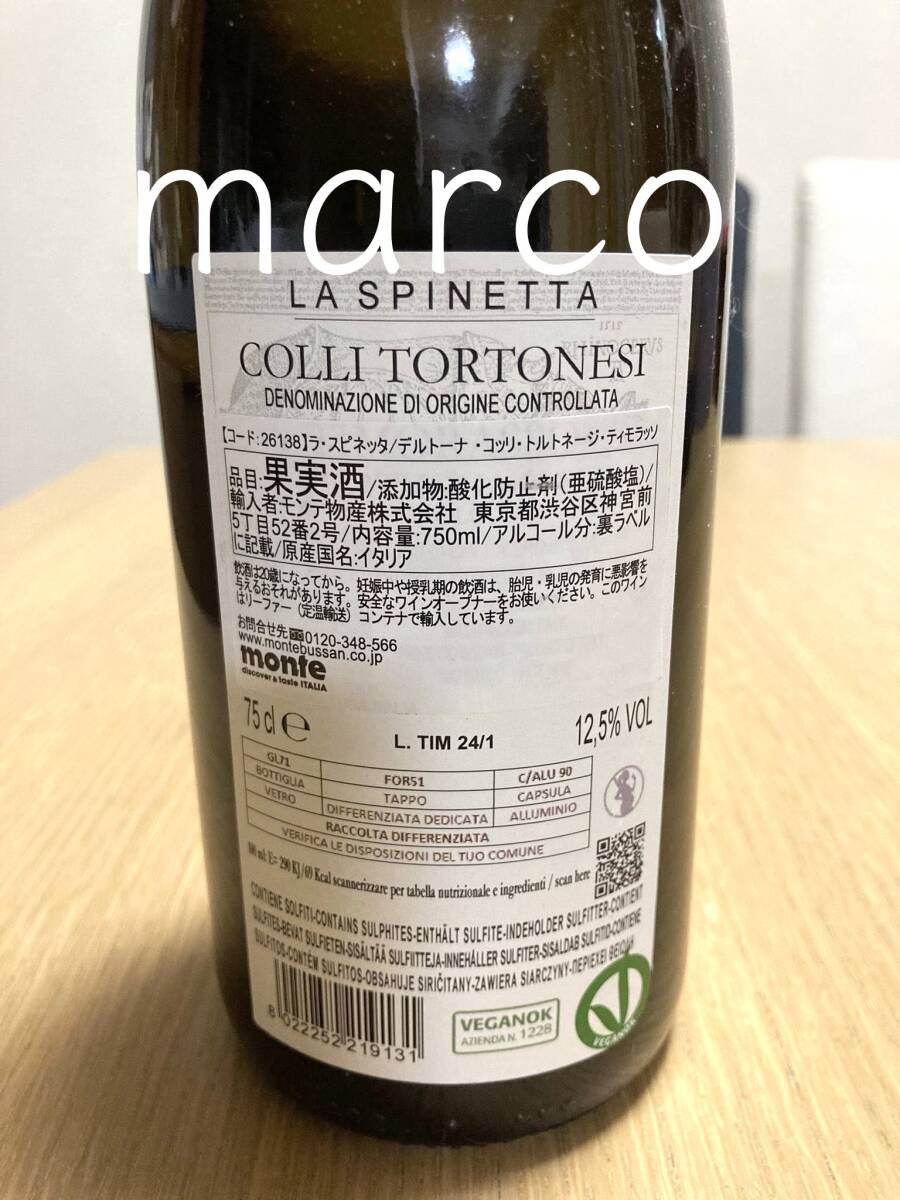 marco
LA SPINETTA
COLLI TORTONESI
DENOMINAZIONE DI ORIGINE CONTROLLATA
【コード:26138】ラ・スピネッタ/デルトーナ ・コッリ・トルトネージ・ティモラッソ
品目:果実酒/添加物:酸化防止剤(亜硫酸塩)/
輸入者:モンテ物産株式会社 東京都渋谷区神宮前
5丁目52番2号/内容量:750ml/アルコール分:裏ラベル
に記載/原産国名:イタリア
飲酒は20歳になってから。妊娠中や授乳期の飲酒は、胎児・乳児の発育に悪影響を
与えるおそれがあります。安全なワインオープナーをお使いください。このワイン
はリーファー(定温輸送)コンテナで輸入しています。
お問合せ先 0120-348-566
www.montebussan.co.jp
monte
discover & taste ITALIA
75 cl e
L. TIM 24/1
12,5% VOL
GL71 FOR51 C/ALU 90
BOTTIGLIA TAPPO CAPSULA
VETRO DIFFERENZIATA DEDICATA ALLUMINIO
RACCOLTA DIFFERENZIATA
VERIFICA LE DISPOSIZIONI DEL TUO COMUNE
100 ml: E= 290 KJ/69 Kcal scannerizzare per tabella nutrizionale e ingredienti / scan here
CONTIENE SOLFITI-CONTAINS SULPHITES-ENTHÄLT SULFITE-INDEHOLDER SULFITTER-CONTIENT
SULFITES-BEVAT SULFIETEN-SISÄLTÄÄ SULFIITTEJA-INNEHÅLLER SULFITER-SISALDAB SULFITID-CONTIENE
SULFITOS-CONTÉM SULFITOS-OBSAHUJE SIRIČITANY-ZAWIERA SIARCZYNY-ΠΕΡΙΕΧΕΙ ΘΕΙΩΔΗ
8 022252 219131
VEGANOK
AZIENDA N. 1228
VEGANOK